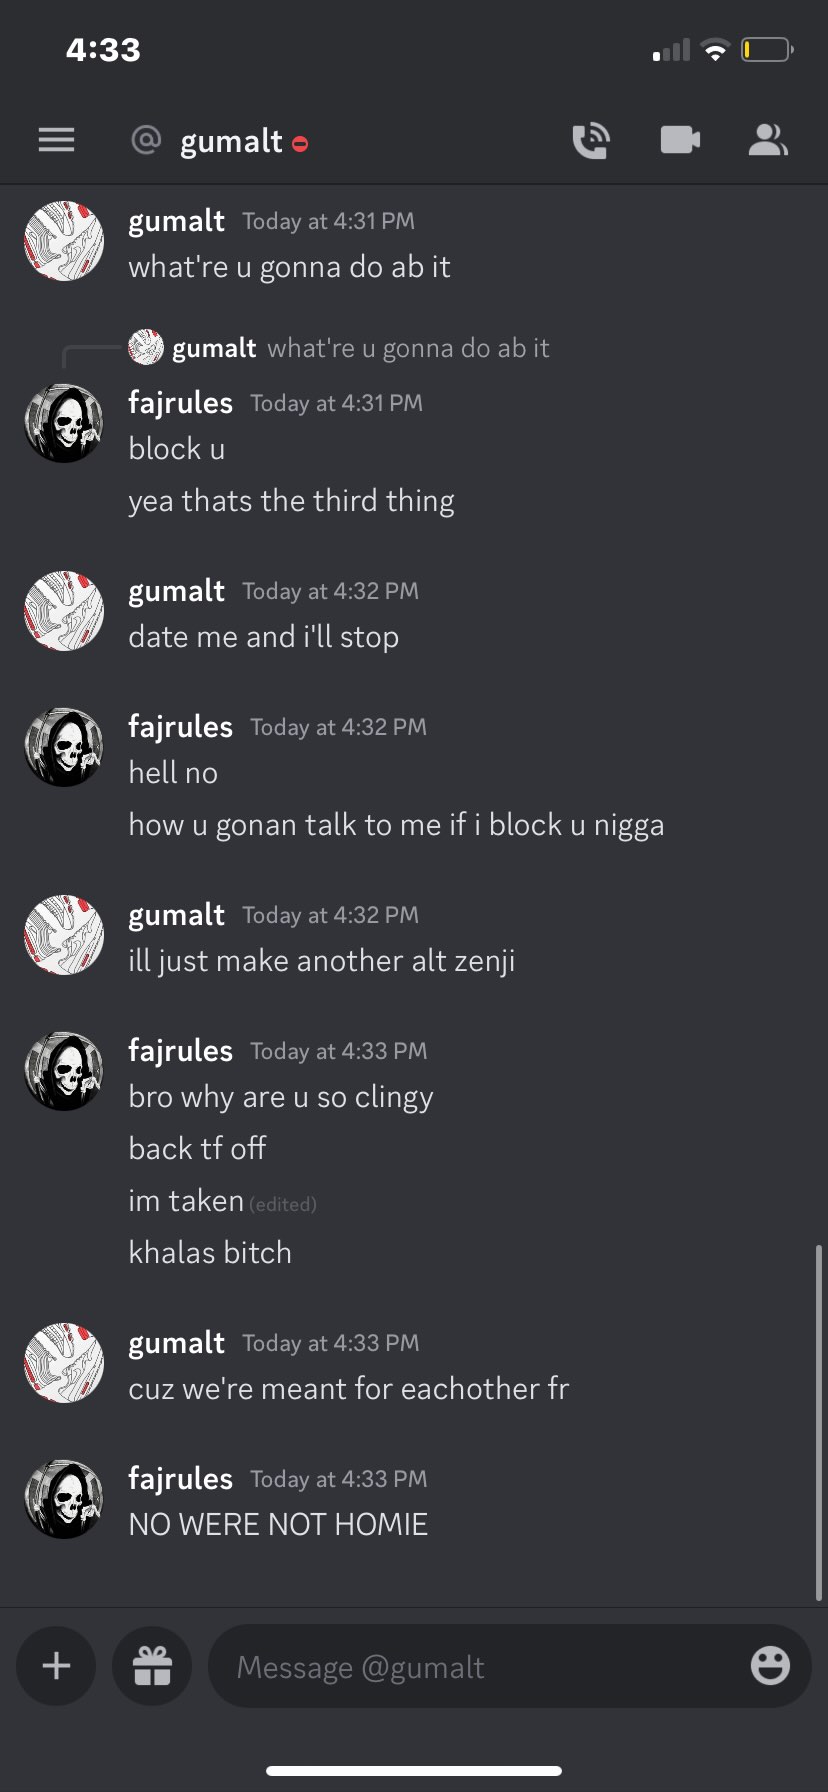 4:33
@ gumalt
gumalt Today at 4:31 PM
what're u gonna do ab it
gumalt what're u gonna do ab it
fajrules Today at 4:31 PM
block u
yea thats the third thing
gumalt Today at 4:32 PM
date me and i'll stop
fajrules Today at 4:32 PM
hell no
how u gonan talk to me if i block u nigga
gumalt Today at 4:32 PM
ill just make another alt zenji
fajrules Today at 4:33 PM
bro why are u so clingy
back tf off
im taken (edited)
khalas bitch
gumalt Today at 4:33 PM
cuz we're meant for eachother fr
fajrules Today at 4:33 PM
NO WERE NOT HOMIE
Message @gumalt